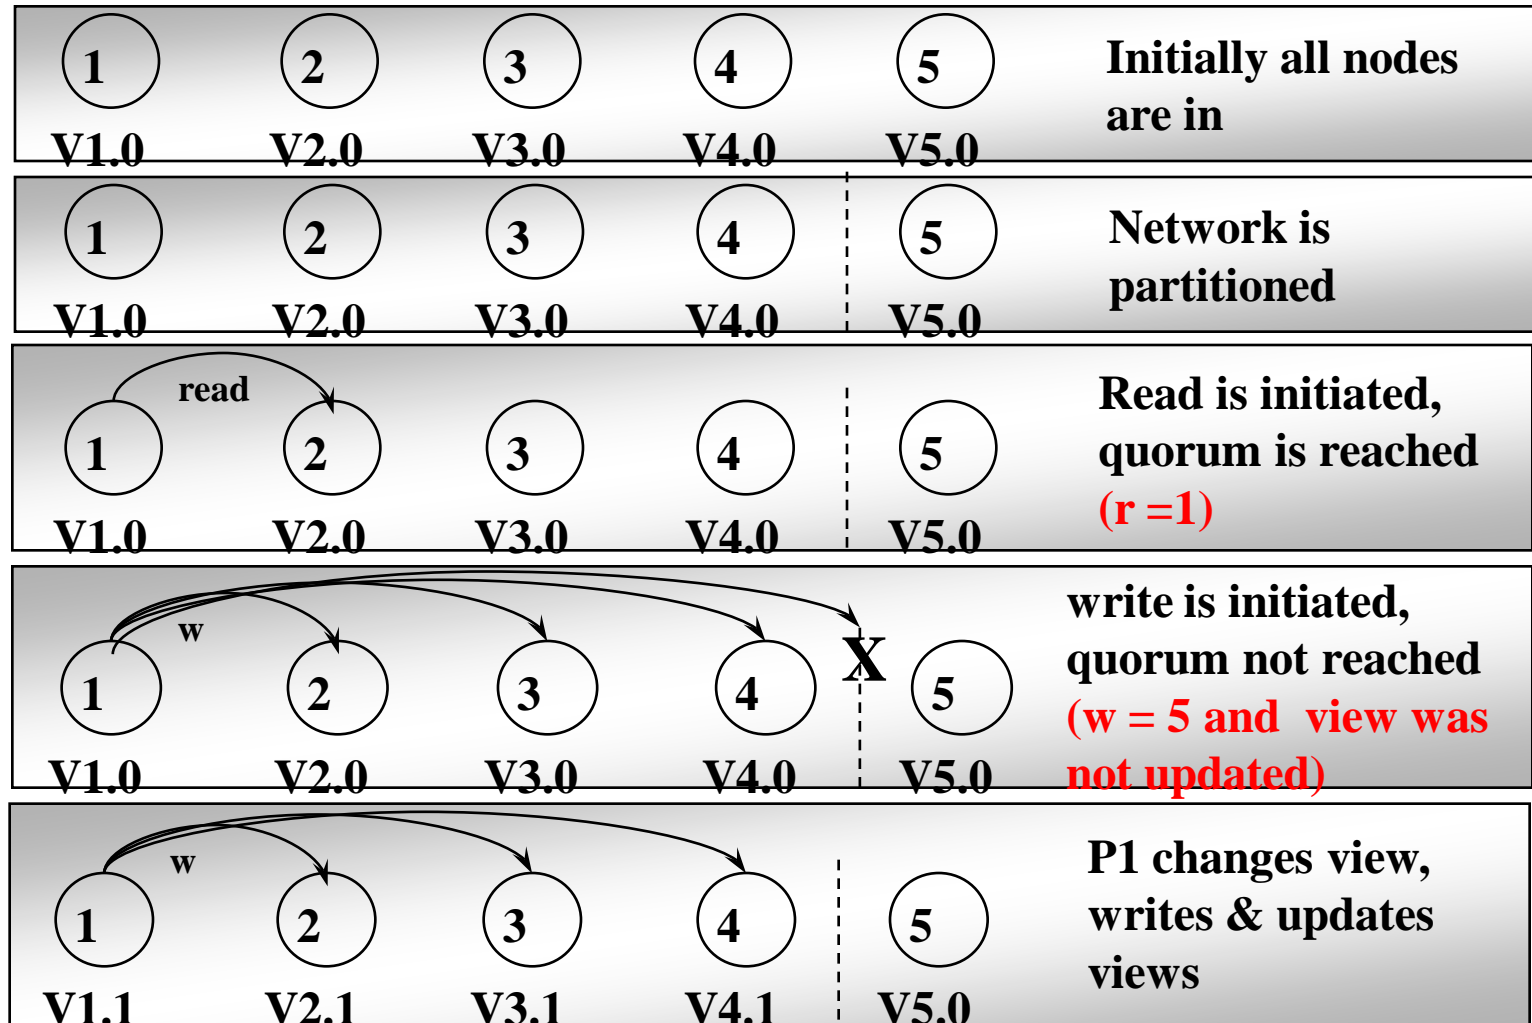 1 2 3 4 5
Initially all nodes
are in
V1.0 V2.0 V3.0 V4.0 V5.0
1 2 3 4 5
Network is
partitioned
V1.0 V2.0 V3.0 V4.0 V5.0
read
1 2 3 4 5
Read is initiated,
quorum is reached
(r =1)
V1.0 V2.0 V3.0 V4.0 V5.0
w
X
1 2 3 4 5
write is initiated,
quorum not reached
(w = 5 and view was
not updated)
V1.0 V2.0 V3.0 V4.0 V5.0
w
1 2 3 4 5
P1 changes view,
writes & updates
views
V1.1 V2.1 V3.1 V4.1 V5.0